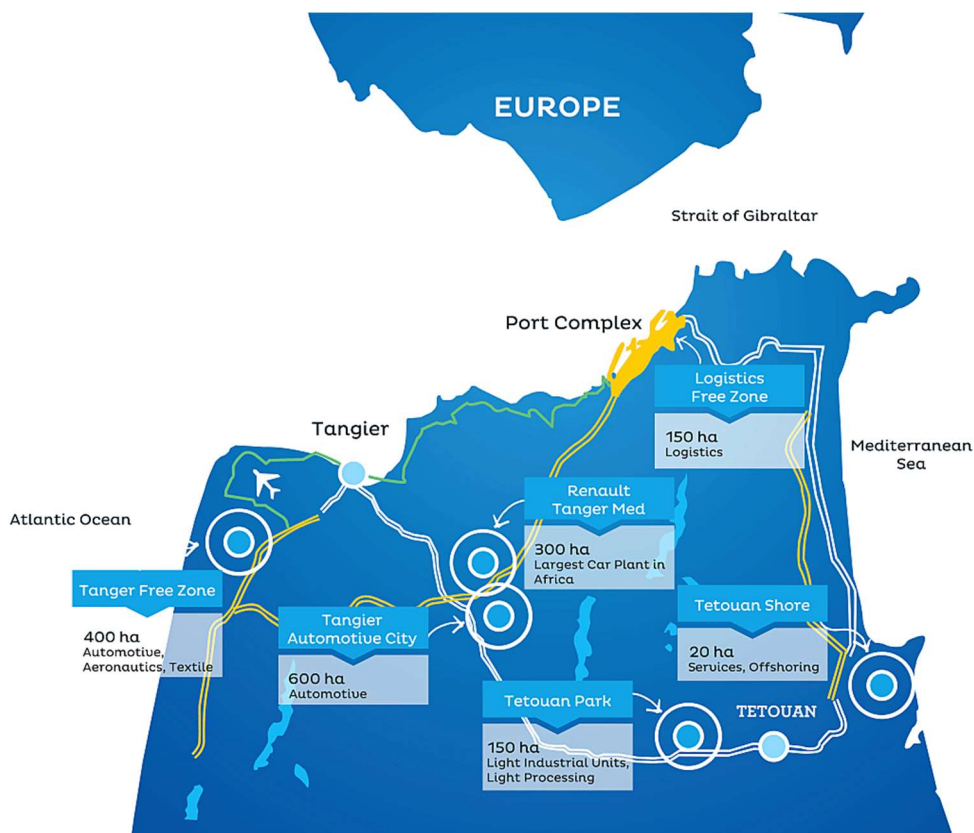 EUROPE
Strait of Gibraltar
Port Complex
Logistics
Free Zone
150 ha
Logistics
Tangier
Mediterranean
Sea
Renault
Tanger Med
300 ha
Largest Car Plant in
Africa
Atlantic Ocean
Tanger Free Zone
400 ha
Automotive,
Aeronautics, Textile
Tangier
Automotive City
600 ha
Automotive
Tetouan Shore
20 ha
Services, Offshoring
Tetouan Park
150 ha
Light Industrial Units,
Light Processing
TETOUAN